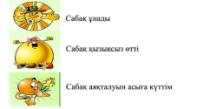 Сабақ ұнады
Сабақ қызықсыз өтті
Сабақ аяқталуын асыға күттім